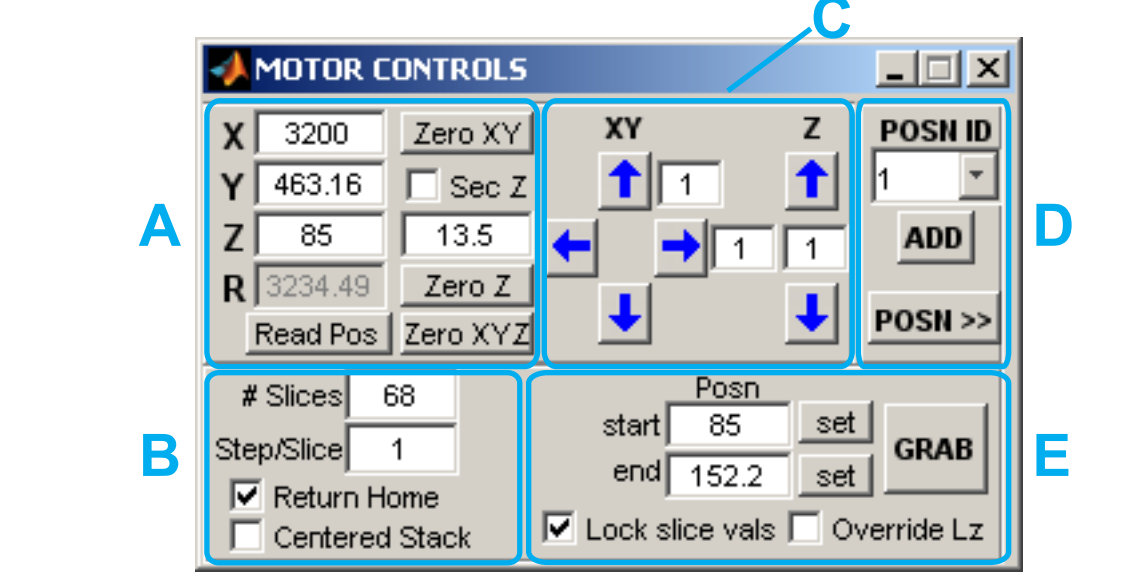 C
MOTOR CONTROLS
A
X 3200 Zero XY
Y 463.16 Sec Z
Z 85 13.5
R 3234.49 Zero Z
Read Pos Zero XYZ
XY Z
1
1 1
D
POSN ID
1
ADD
POSN >>
B
# Slices 68
Step/Slice 1
Return Home
Centered Stack
E
Posn
start 85 set
end 152.2 set
GRAB
Lock slice vals Override Lz